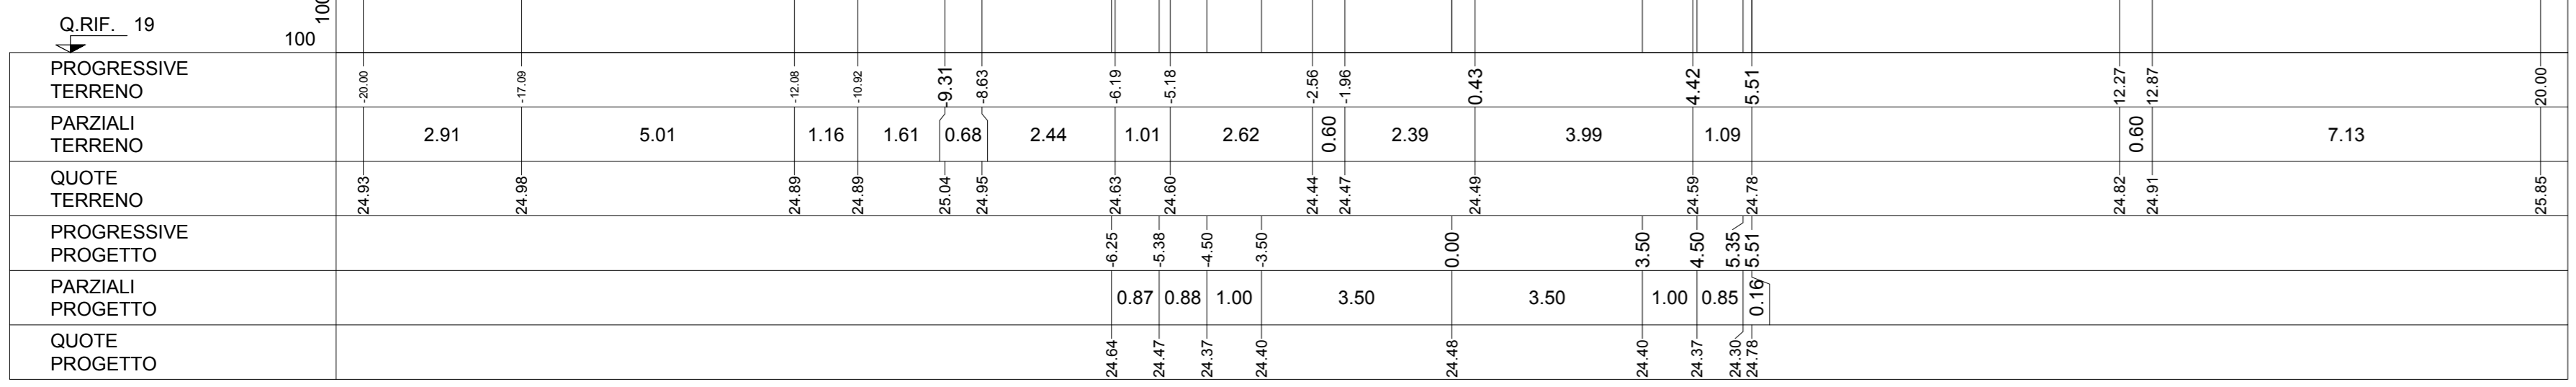 100
Q.RIF. 19
100
PROGRESSIVE
TERRENO
-20.00 -17.09 -12.08 -10.92 -9.31 -8.63 -6.19 -5.18 -2.56 -1.96 0.43 4.42 5.51 12.27 12.87 20.00
PARZIALI
TERRENO
2.91 5.01 1.16 1.61 0.68 2.44 1.01 2.62 0.60 2.39 3.99 1.09 0.60 7.13
QUOTE
TERRENO
24.93 24.98 24.89 24.89 25.04 24.95 24.63 24.60 24.44 24.47 24.49 24.59 24.78 24.82 24.91 25.85
PROGRESSIVE
PROGETTO
-6.25 -5.38 -4.50 -3.50 0.00 3.50 4.50 5.35 5.51
PARZIALI
PROGETTO
0.87 0.88 1.00 3.50 3.50 1.00 0.85 0.16
QUOTE
PROGETTO
24.64 24.47 24.37 24.40 24.48 24.40 24.37 24.30 24.78